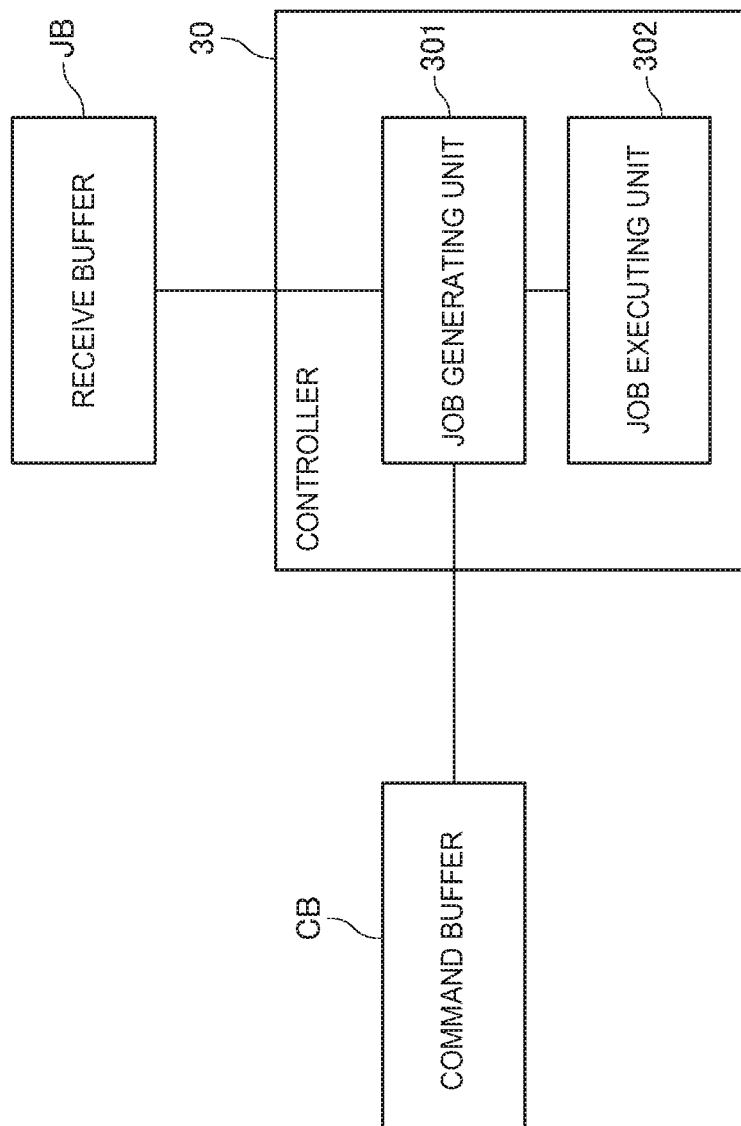 JB
RECEIVE BUFFER
30
CONTROLLER
301
JOB GENERATING UNIT
302
JOB EXECUTING UNIT
CB
COMMAND BUFFER